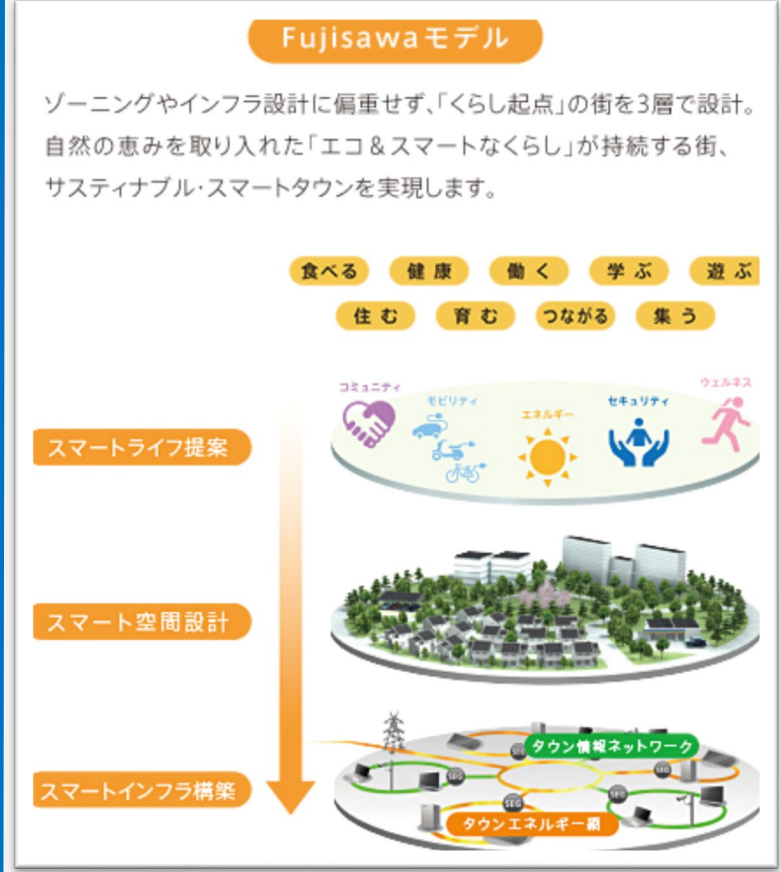 Fujisawaモデル
ゾーニングやインフラ設計に偏重せず、「くらし起点」の街を3層で設計。
自然の恵みを取り入れた「エコ＆スマートなくらし」が持続する街、
サスティナブル・スマートタウンを実現します。
食べる 健康 働く 学ぶ 遊ぶ
住む 育む つながる 集う
コミュニティ モビリティ エネルギー セキュリティ ウェルネス
スマートライフ提案
スマート空間設計
タウン情報ネットワーク
SEG SEG
スマートインフラ構築
SEG SEG SEG
タウンエネルギー網